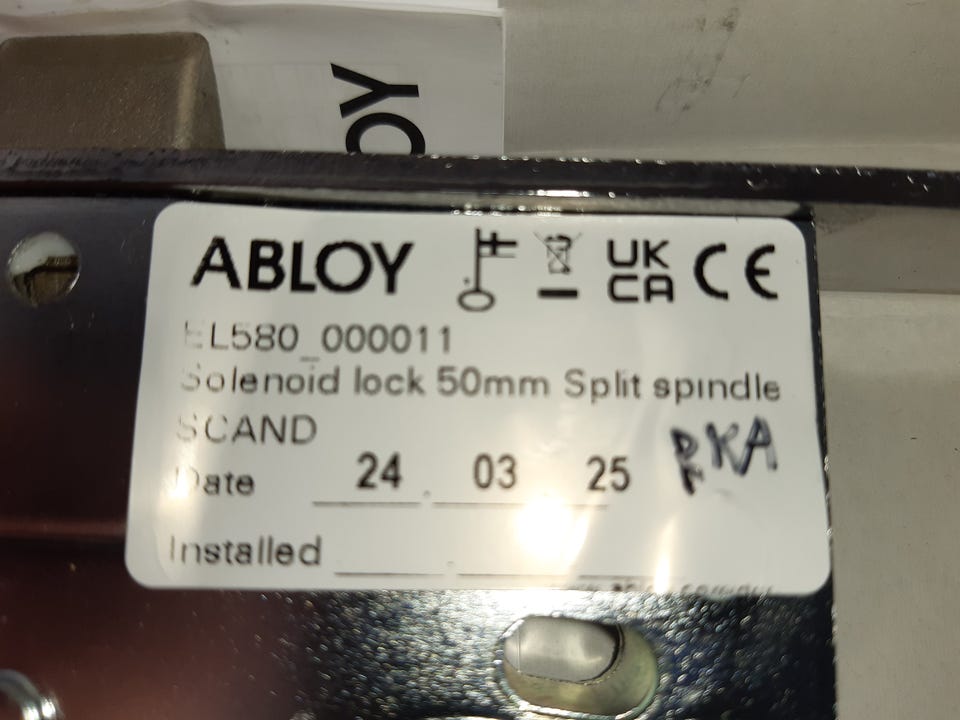 OY
ABLOY UK CA CE
EL580_000011
Solenoid lock 50mm Split spindle
SCAND
Date 24. 03 25 RKA
Installed